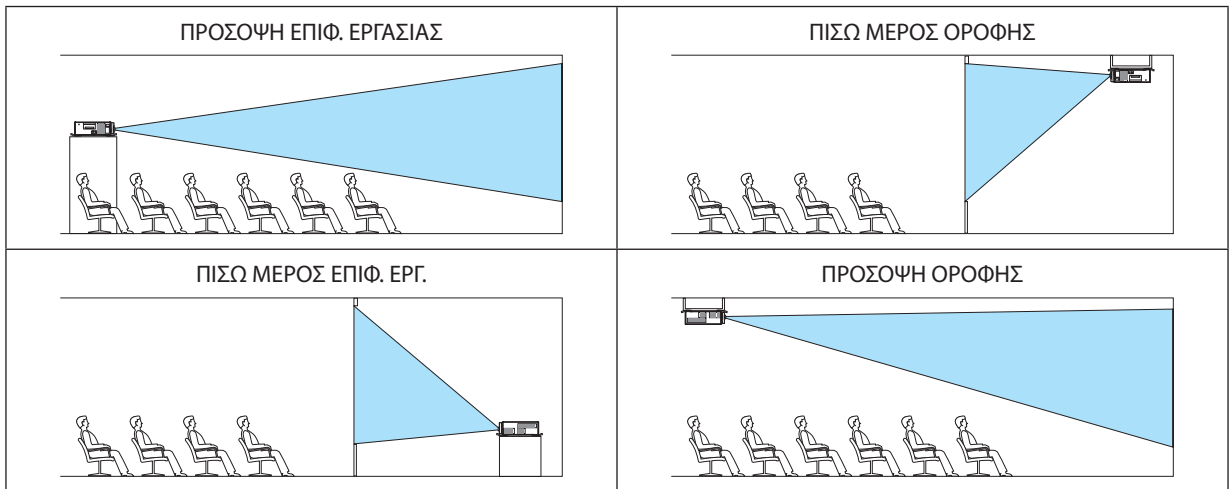 ΠΡΟΣΟΨΗ ΕΠΙΦ. ΕΡΓΑΣΙΑΣ
ΠΙΣΩ ΜΕΡΟΣ ΟΡΟΦΗΣ
ΠΙΣΩ ΜΕΡΟΣ ΕΠΙΦ. ΕΡΓ.
ΠΡΟΣΟΨΗ ΟΡΟΦΗΣ